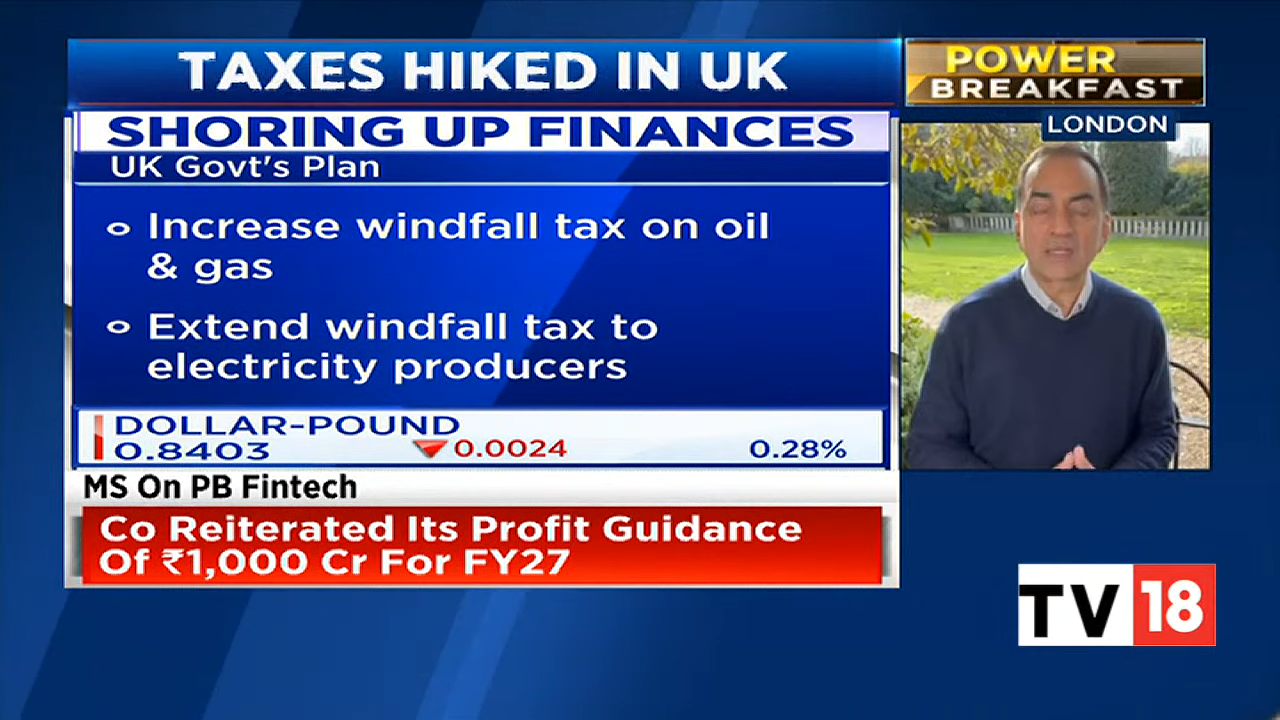 TAXES HIKED IN UK
SHORING UP FINANCES
UK Govt's Plan
Increase windfall tax on oil
& gas
Extend windfall tax to
electricity producers
DOLLAR-POUND
0.8403 0.0024 0.28%
MS On PB Fintech
Co Reiterated Its Profit Guidance
Of ₹1,000 Cr For FY27
POWER
BREAKFAST
LONDON
TV18